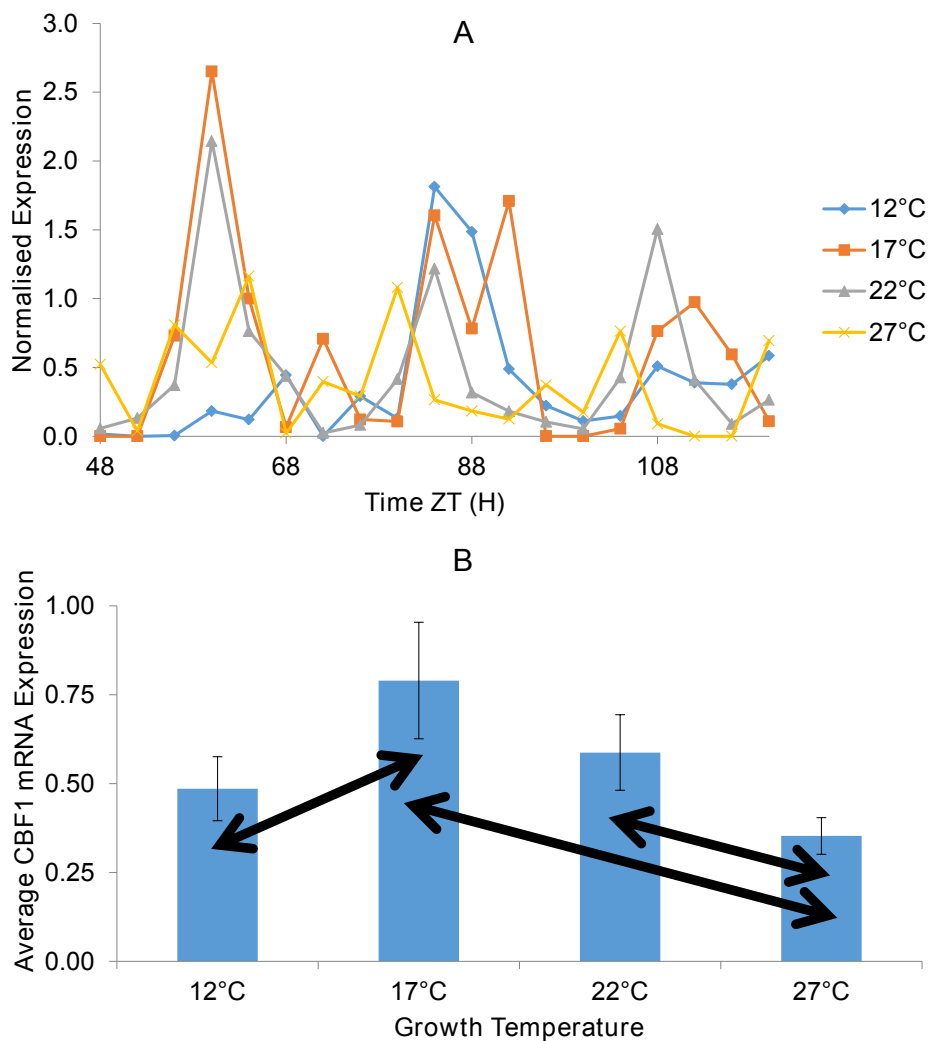 A
3.0
2.5
2.0
1.5
1.0
0.5
0.0
Normalised Expression
48
68
88
108
Time ZT (H)
12°C
17°C
22°C
27°C
B
1.00
0.75
0.50
0.25
0.00
Average CBF1 mRNA Expression
12°C
17°C
22°C
27°C
Growth Temperature